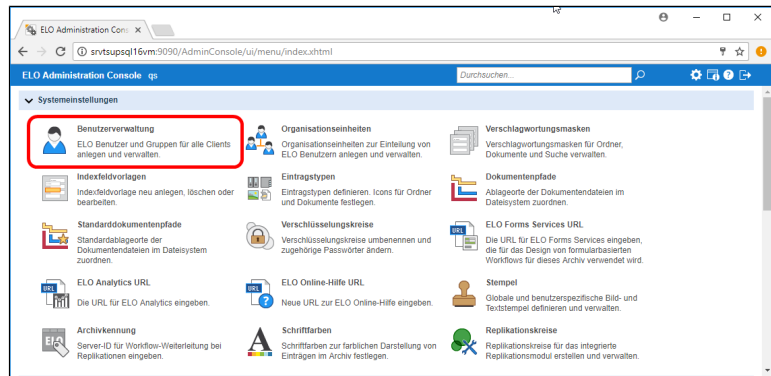 ELO Administration Cons
srvtsupsql16vm:9090/AdminConsole/ui/menu/index.xhtml
ELO Administration Console qs
Durchsuchen...
Systemeinstellungen
Benutzerverwaltung
ELO Benutzer und Gruppen für alle Clients
anlegen und verwalten.
Organisationseinheiten
Organisationseinheiten zur Einteilung von
ELO Benutzern anlegen und verwalten.
Verschlagwortungsmasken
Verschlagwortungsmasken für Ordner,
Dokumente und Suche verwalten.
Indexfeldvorlagen
Indexfeldvorlage neu anlegen, löschen oder
bearbeiten.
Eintragstypen
Eintragstypen definieren. Icons für Ordner
und Dokumente festlegen.
Dokumentenpfade
Ablageorte der Dokumentendateien im
Dateisystem zuordnen.
Standarddokumentenpfade
Standardablageorte der
Dokumentendateien im Dateisystem
zuordnen.
Verschlüsselungskreise
Verschlüsselungskreise umbenennen und
zugehörige Passwörter ändern.
URL
ELO Forms Services URL
Die URL für ELO Forms Services eingeben,
die für das Design von formularbasierten
Workflows für dieses Archiv verwendet wird.
URL
ELO Analytics URL
Die URL für ELO Analytics eingeben.
URL
ELO Online-Hilfe URL
Neue URL zur ELO Online-Hilfe eingeben.
Stempel
Globale und benutzerspezifische Bild- und
Textstempel definieren und verwalten.
ELO
Archivkennung
Server-ID für Workflow-Weiterleitung bei
Replikationen eingeben.
A
Schriftfarben
Schriftfarben zur farblichen Darstellung von
Einträgen im Archiv festlegen.
Replikationskreise
Replikationskreise für das integrierte
Replikationsmodul erstellen und verwalten.